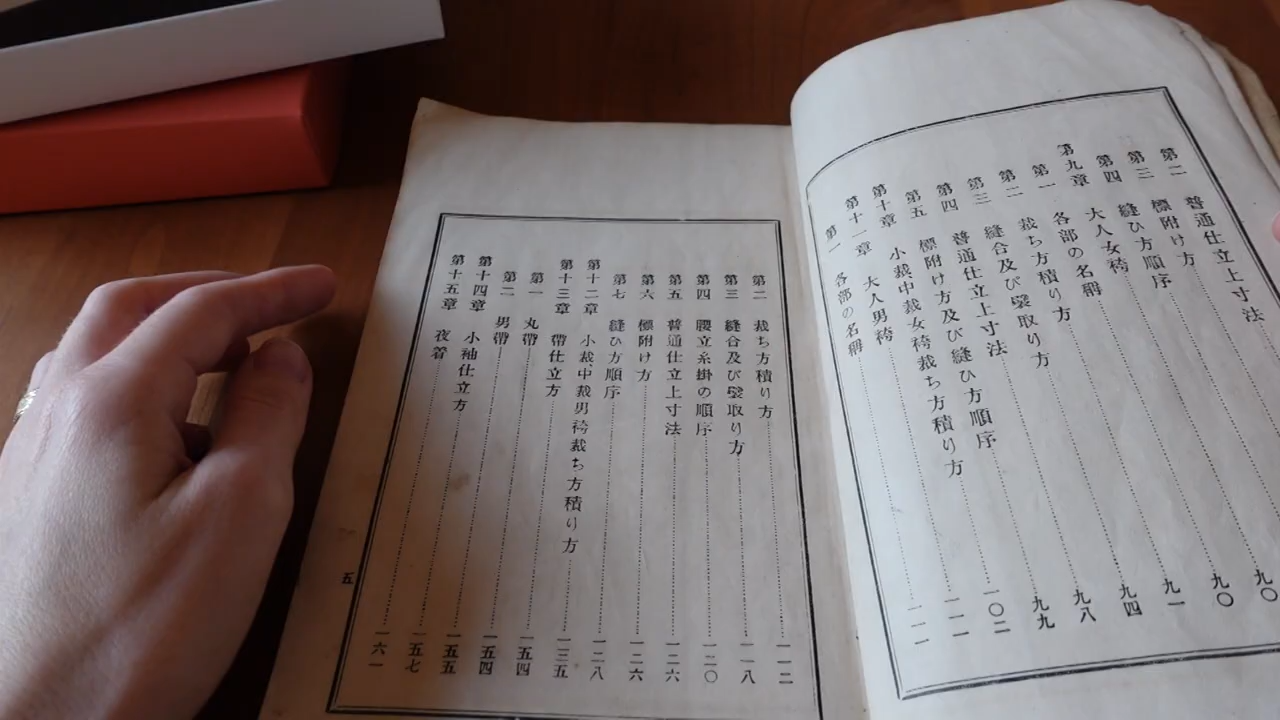 第二 普通仕立上寸法
第三 標附け方
第四 縫ひ方順序
第九章 大人女袴 九〇
第一 各部の名稱 九〇
第二 裁ち方積り方 九一
第三 縫合及び襞取り方 九四
第四 普通仕立上寸法 九八
第五 標附け方及び縫ひ方順序 九九
第十章 小裁中裁女袴裁ち方積り方 一〇二
第十一章 大人男袴 一一一
第一 各部の名稱 一一一
第二 裁ち方積り方 一一二
第三 縫合及び襞取り方 一一八
第四 腰立糸掛の順序 一二〇
第五 普通仕立上寸法 一二六
第六 標附け方 一二六
第七 縫ひ方順序 一二八
第十二章 小裁中裁男袴裁ち方積り方 一三五
第十三章 帶仕立方 一五四
第一 丸帶 一五四
第二 男帶 一五五
第十四章 小袖仕立方 一五七
第十五章 夜着 一六一
五